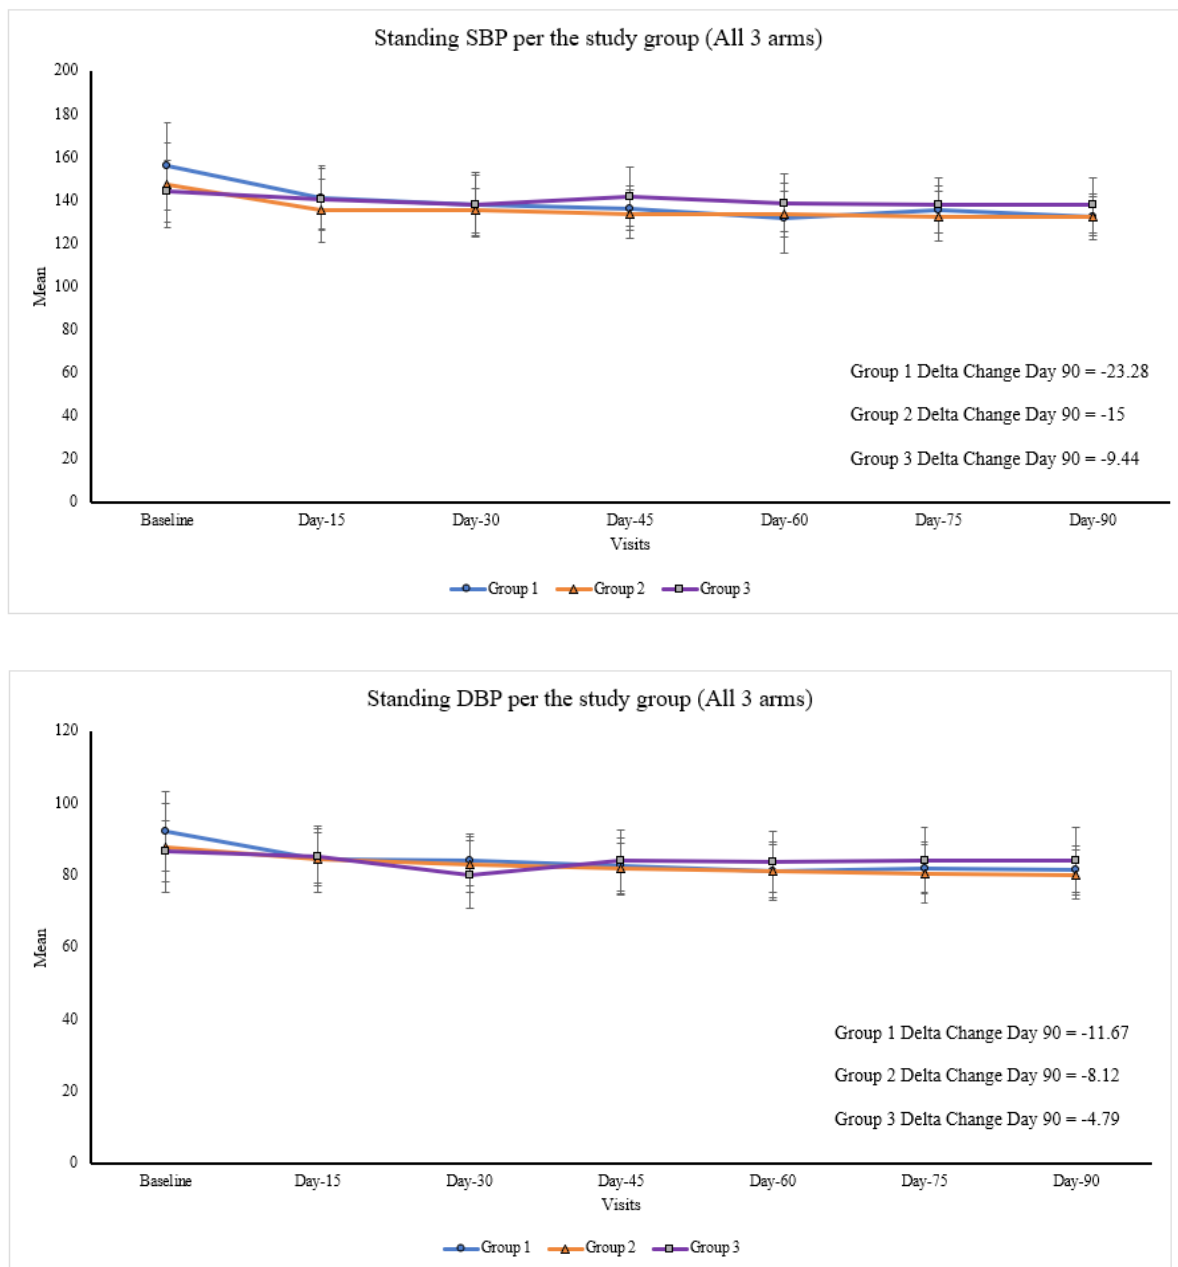 Standing SBP per the study group (All 3 arms)
200
180
160
140
120
100
80
60
40
20
0
Mean
Group 1 Delta Change Day 90 = -23.28
Group 2 Delta Change Day 90 = -15
Group 3 Delta Change Day 90 = -9.44
Baseline Day-15 Day-30 Day-45 Day-60 Day-75 Day-90
Visits
Group 1 Group 2 Group 3
Standing DBP per the study group (All 3 arms)
120
100
80
60
40
20
0
Mean
Group 1 Delta Change Day 90 = -11.67
Group 2 Delta Change Day 90 = -8.12
Group 3 Delta Change Day 90 = -4.79
Baseline Day-15 Day-30 Day-45 Day-60 Day-75 Day-90
Visits
Group 1 Group 2 Group 3